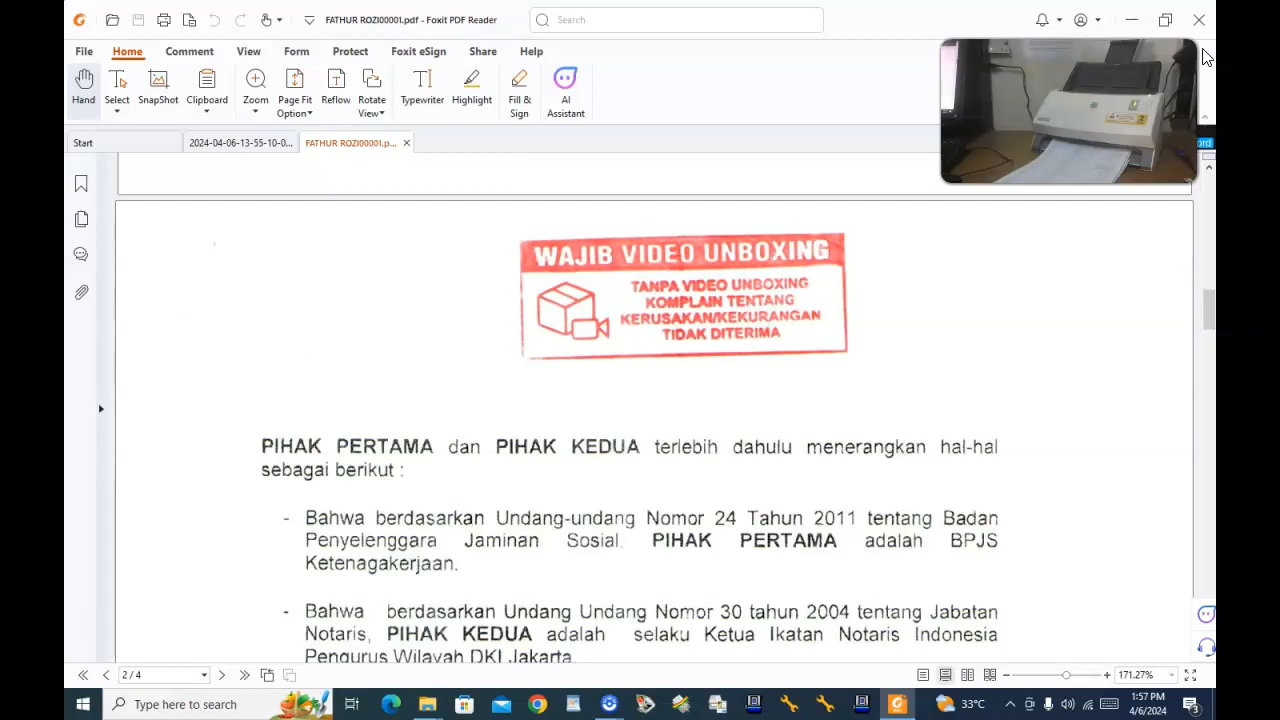 FATHUR ROZI00001.pdf - Foxit PDF Reader
Search
File Home Comment View Form Protect Foxit eSign Share Help
Hand
Select
SnapShot
Clipboard
Zoom
Page Fit Option
Reflow
Rotate View
Typewriter
Highlight
Fill & Sign
AI Assistant
Start
2024-04-06-13-55-10-0...
FATHUR ROZI00001.p...
ord
WAJIB VIDEO UNBOXING
TANPA VIDEO UNBOXING
KOMPLAIN TENTANG
KERUSAKAN/KEKURANGAN
TIDAK DITERIMA
PIHAK PERTAMA dan PIHAK KEDUA terlebih dahulu menerangkan hal-hal
sebagai berikut :
- Bahwa berdasarkan Undang-undang Nomor 24 Tahun 2011 tentang Badan
Penyelenggara Jaminan Sosial, PIHAK PERTAMA adalah BPJS
Ketenagakerjaan.
- Bahwa berdasarkan Undang Undang Nomor 30 tahun 2004 tentang Jabatan
Notaris, PIHAK KEDUA adalah selaku Ketua Ikatan Notaris Indonesia
Pengurus Wilayah DKI Jakarta.
2 / 4
171.27%
Type here to search
33°C
1:57 PM
4/6/2024
3